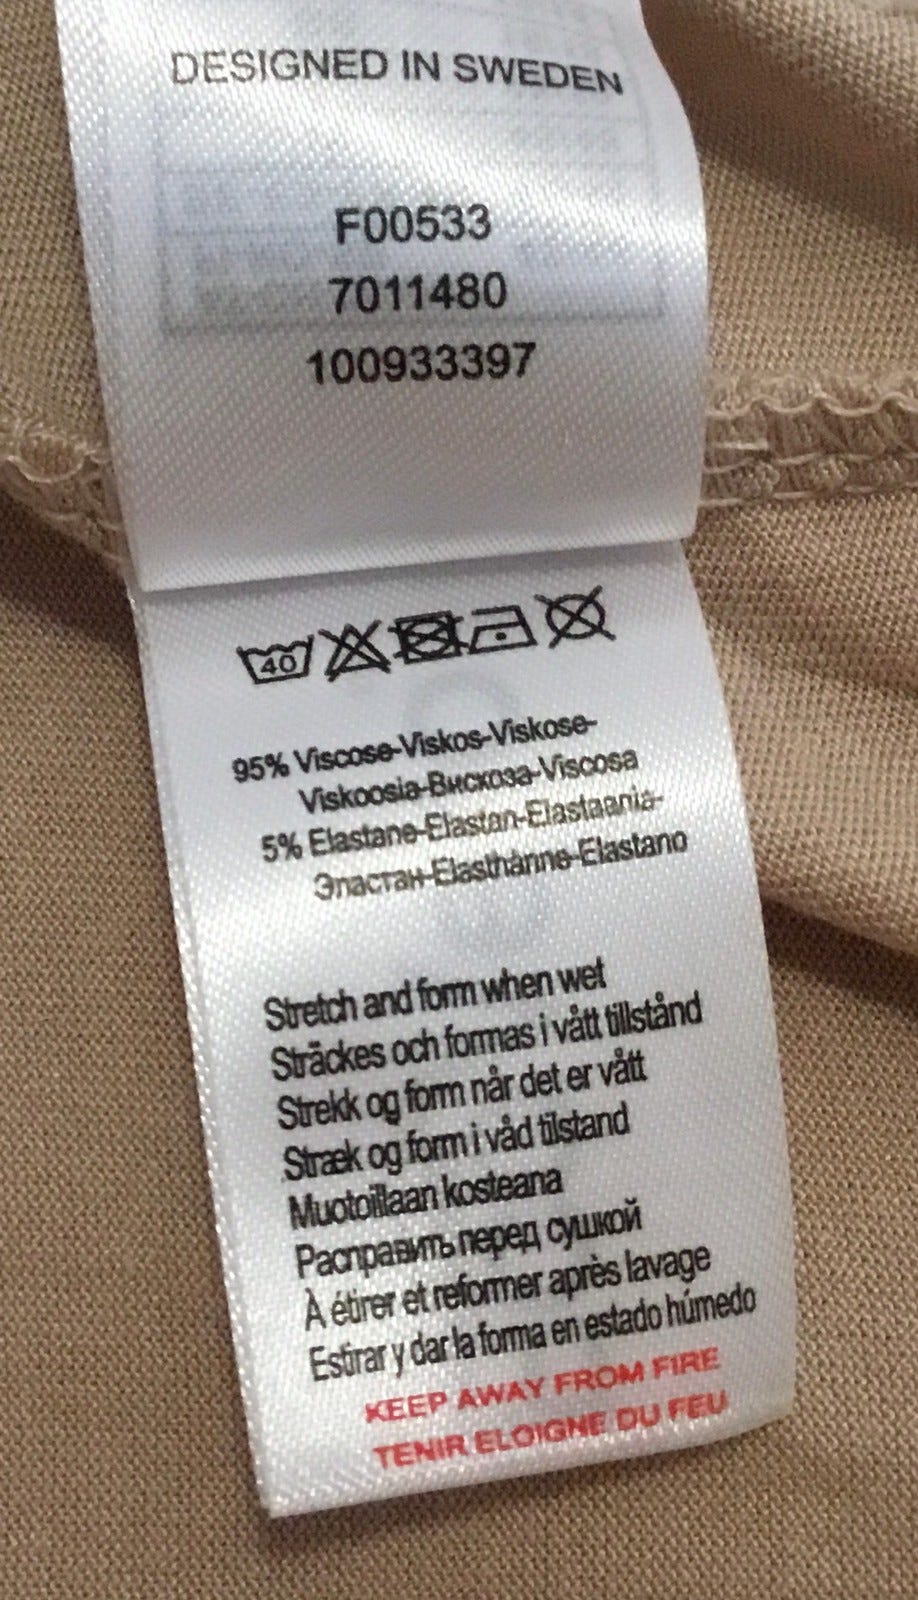 DESIGNED IN SWEDEN
F00533
7011480
100933397
40
95% Viscose-Viskos-Viskose-
Viskoosia-Вискоза-Viscosa
5% Elastane-Elastan-Elastaania-
Эластан-Elasthanne-Elastano
Stretch and form when wet
Sträckes och formas i vått tillstånd
Strekk og form når det er vått
Stræk og form i våd tilstand
Muotoillaan kosteana
Расправить перед сушкой
À étirer et reformer après lavage
Estirar y dar la forma en estado húmedo
KEEP AWAY FROM FIRE
TENIR ELOIGNE DU FEU